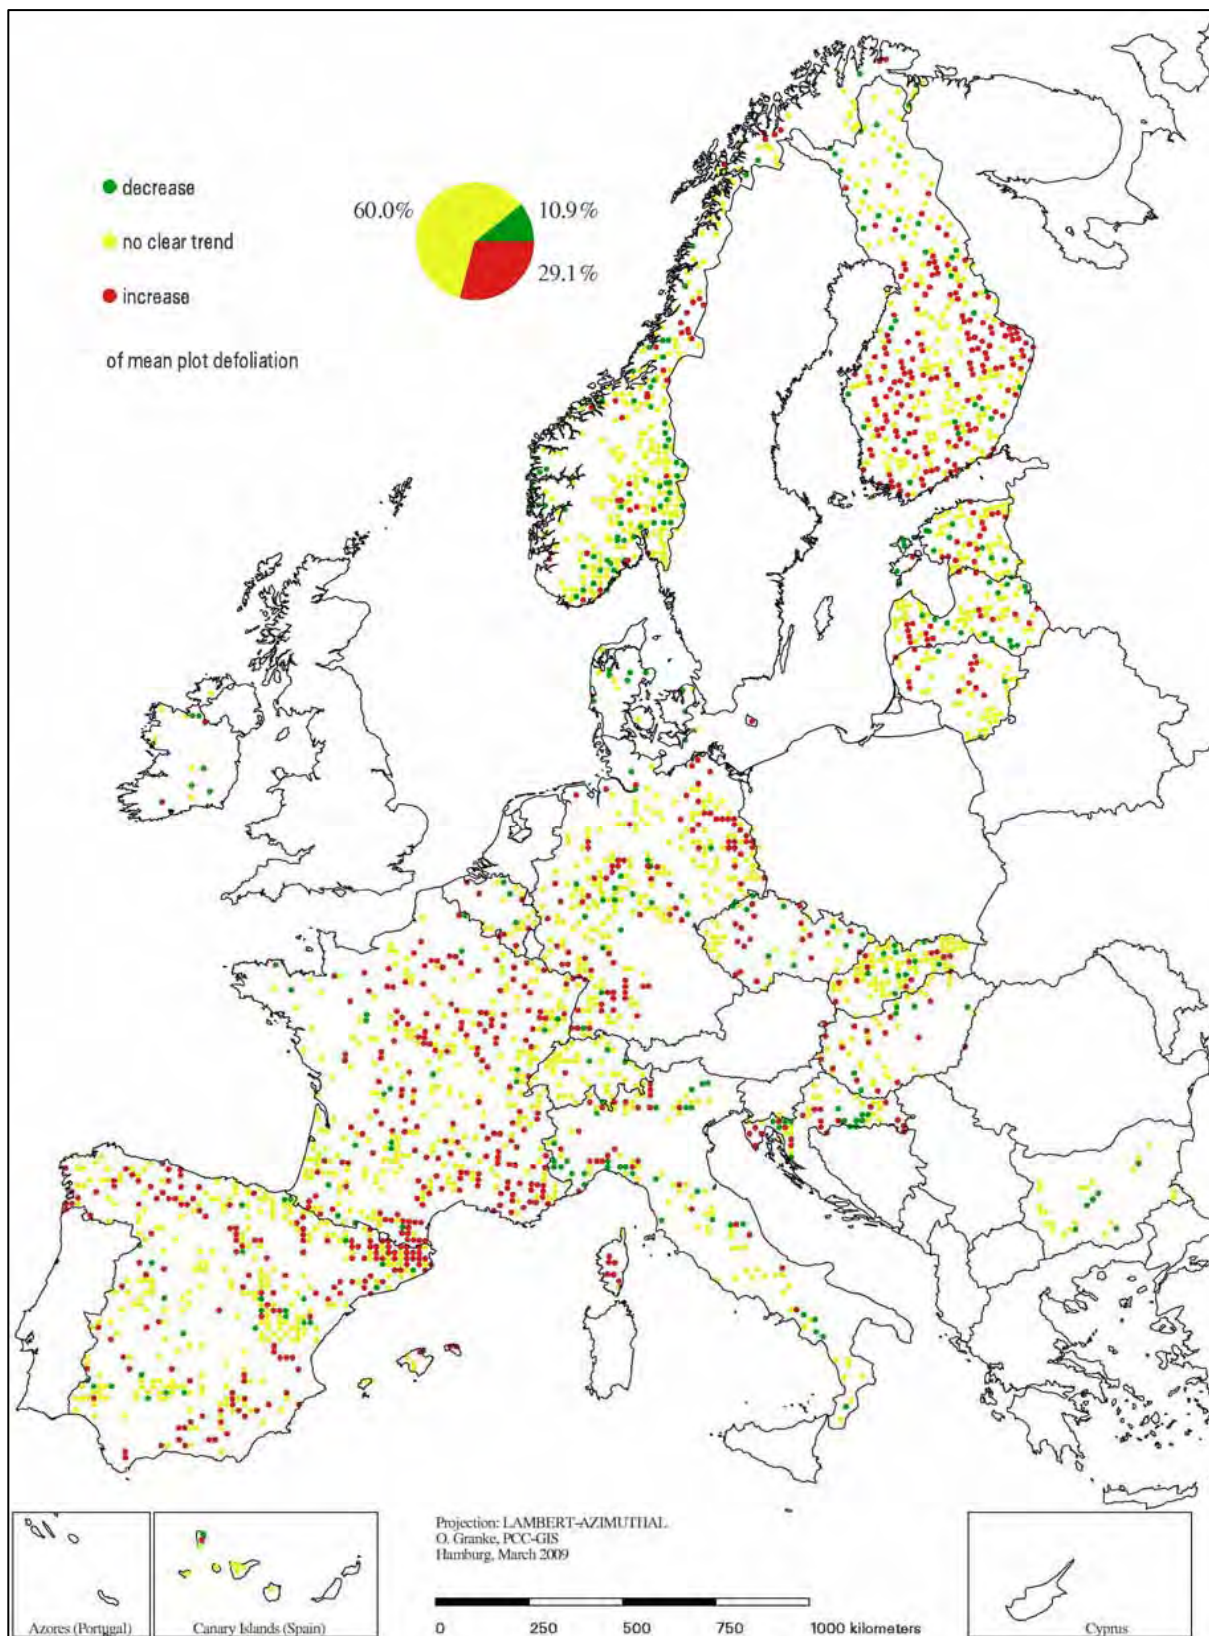 decrease
60.0%
10.9%
no clear trend
29.1%
increase
of mean plot defoliation
Projection: LAMBERT-AZIMUTHAL
O. Granke, PCC-GIS
Hamburg, March 2009
Azores (Portugal)
Canary Islands (Spain)
0 250 500 750 1000 kilometers
Cyprus